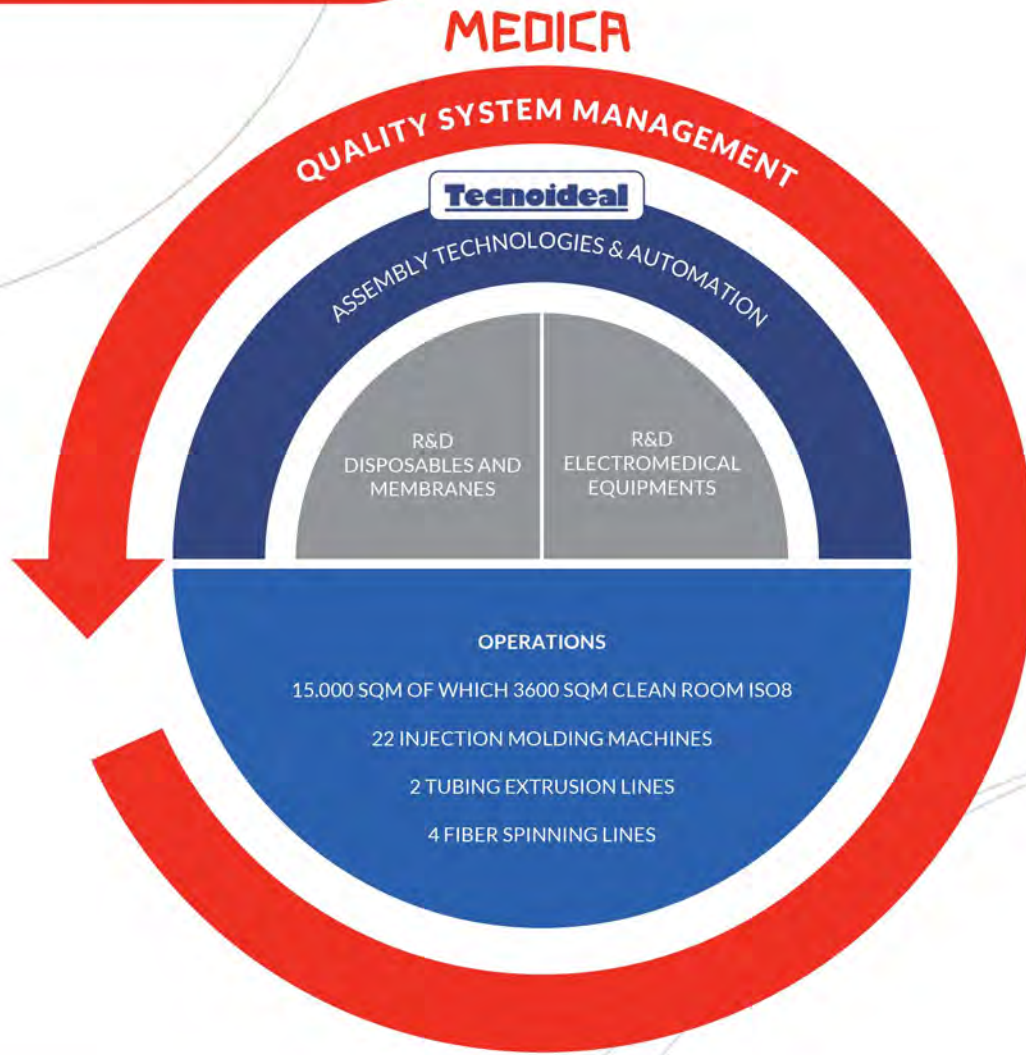 MEDICA
QUALITY SYSTEM MANAGEMENT
Tecnoideal
ASSEMBLY TECHNOLOGIES & AUTOMATION
R&D
DISPOSABLES AND
MEMBRANES
R&D
ELECTROMEDICAL
EQUIPMENTS
OPERATIONS
15.000 SQM OF WHICH 3600 SQM CLEAN ROOM ISO8
22 INJECTION MOLDING MACHINES
2 TUBING EXTRUSION LINES
4 FIBER SPINNING LINES